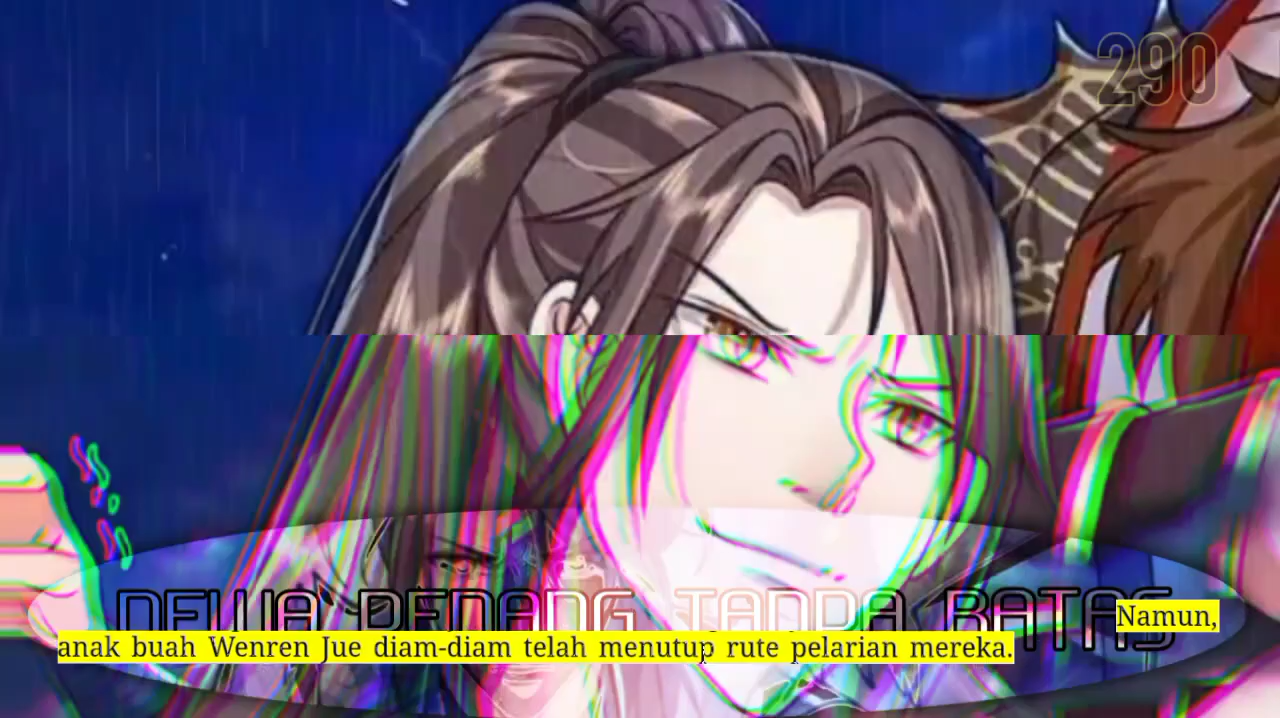 290
DEWA PEDANG TANPA BATAS
Namun,
anak buah Wenren Jue diam-diam telah menutup rute pelarian mereka.